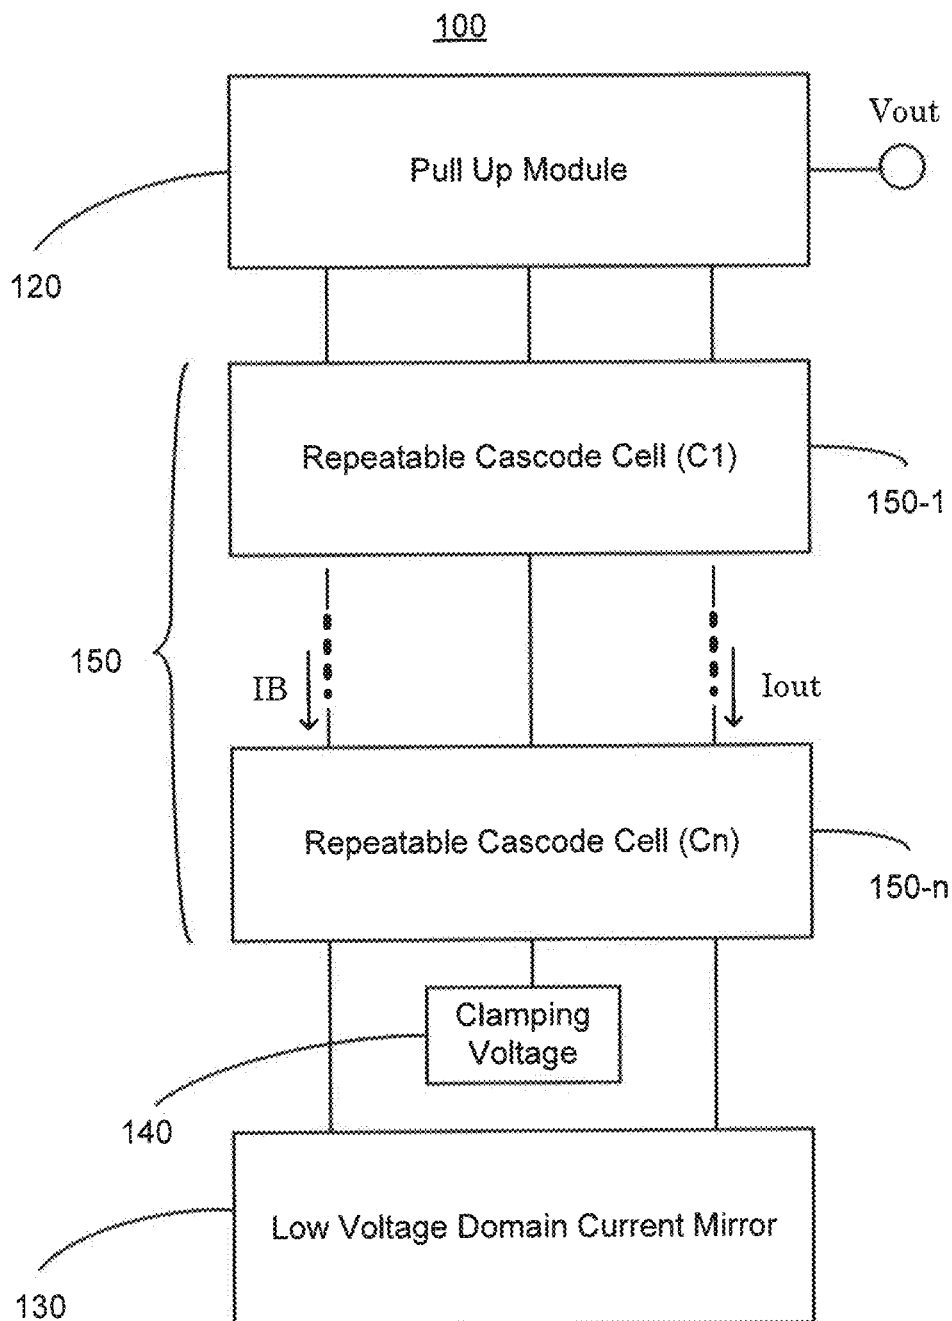 100
Vout
Pull Up Module
120
Repeatable Cascode Cell (C1)
150-1
150
IB
Iout
Repeatable Cascode Cell (Cn)
150-n
Clamping
Voltage
140
Low Voltage Domain Current Mirror
130